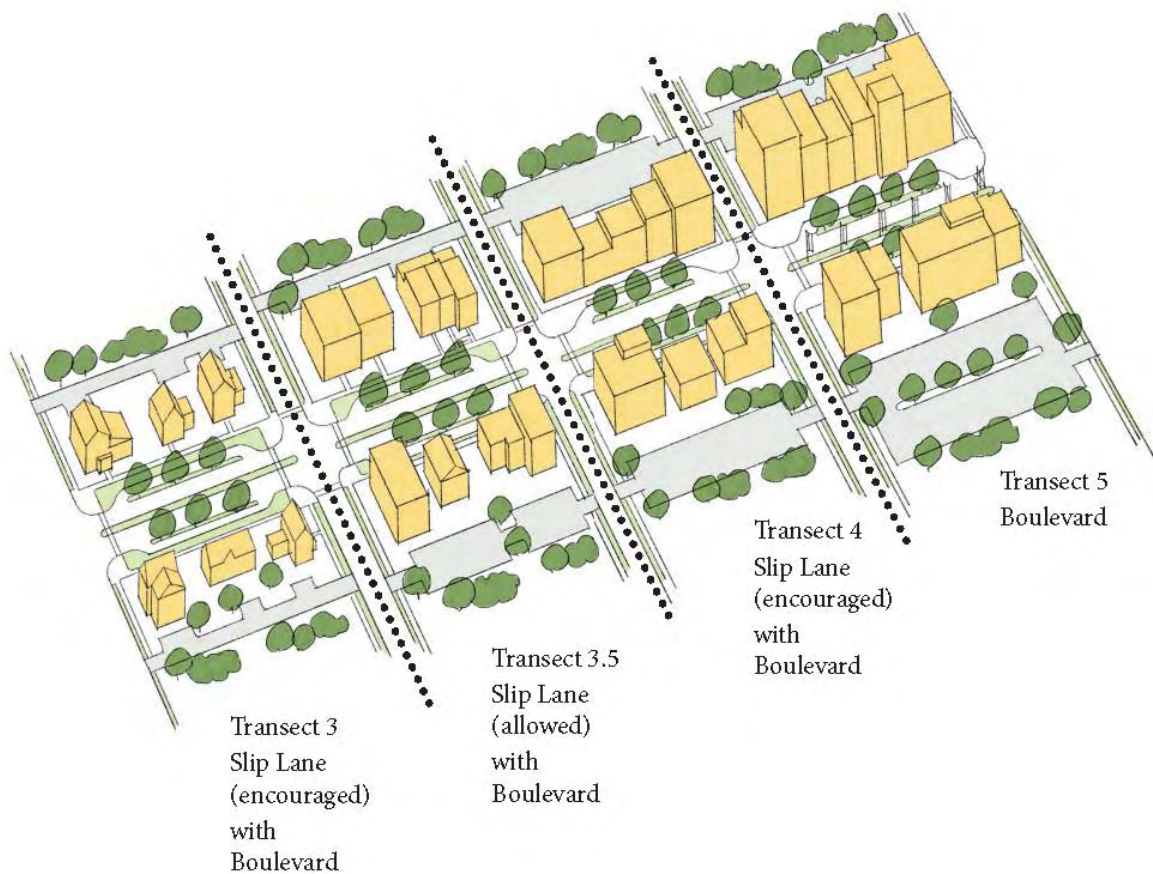 Transect 5
Boulevard
Transect 4
Slip Lane
(encouraged)
with
Boulevard
Transect 3.5
Slip Lane
(allowed)
with
Boulevard
Transect 3
Slip Lane
(encouraged)
with
Boulevard